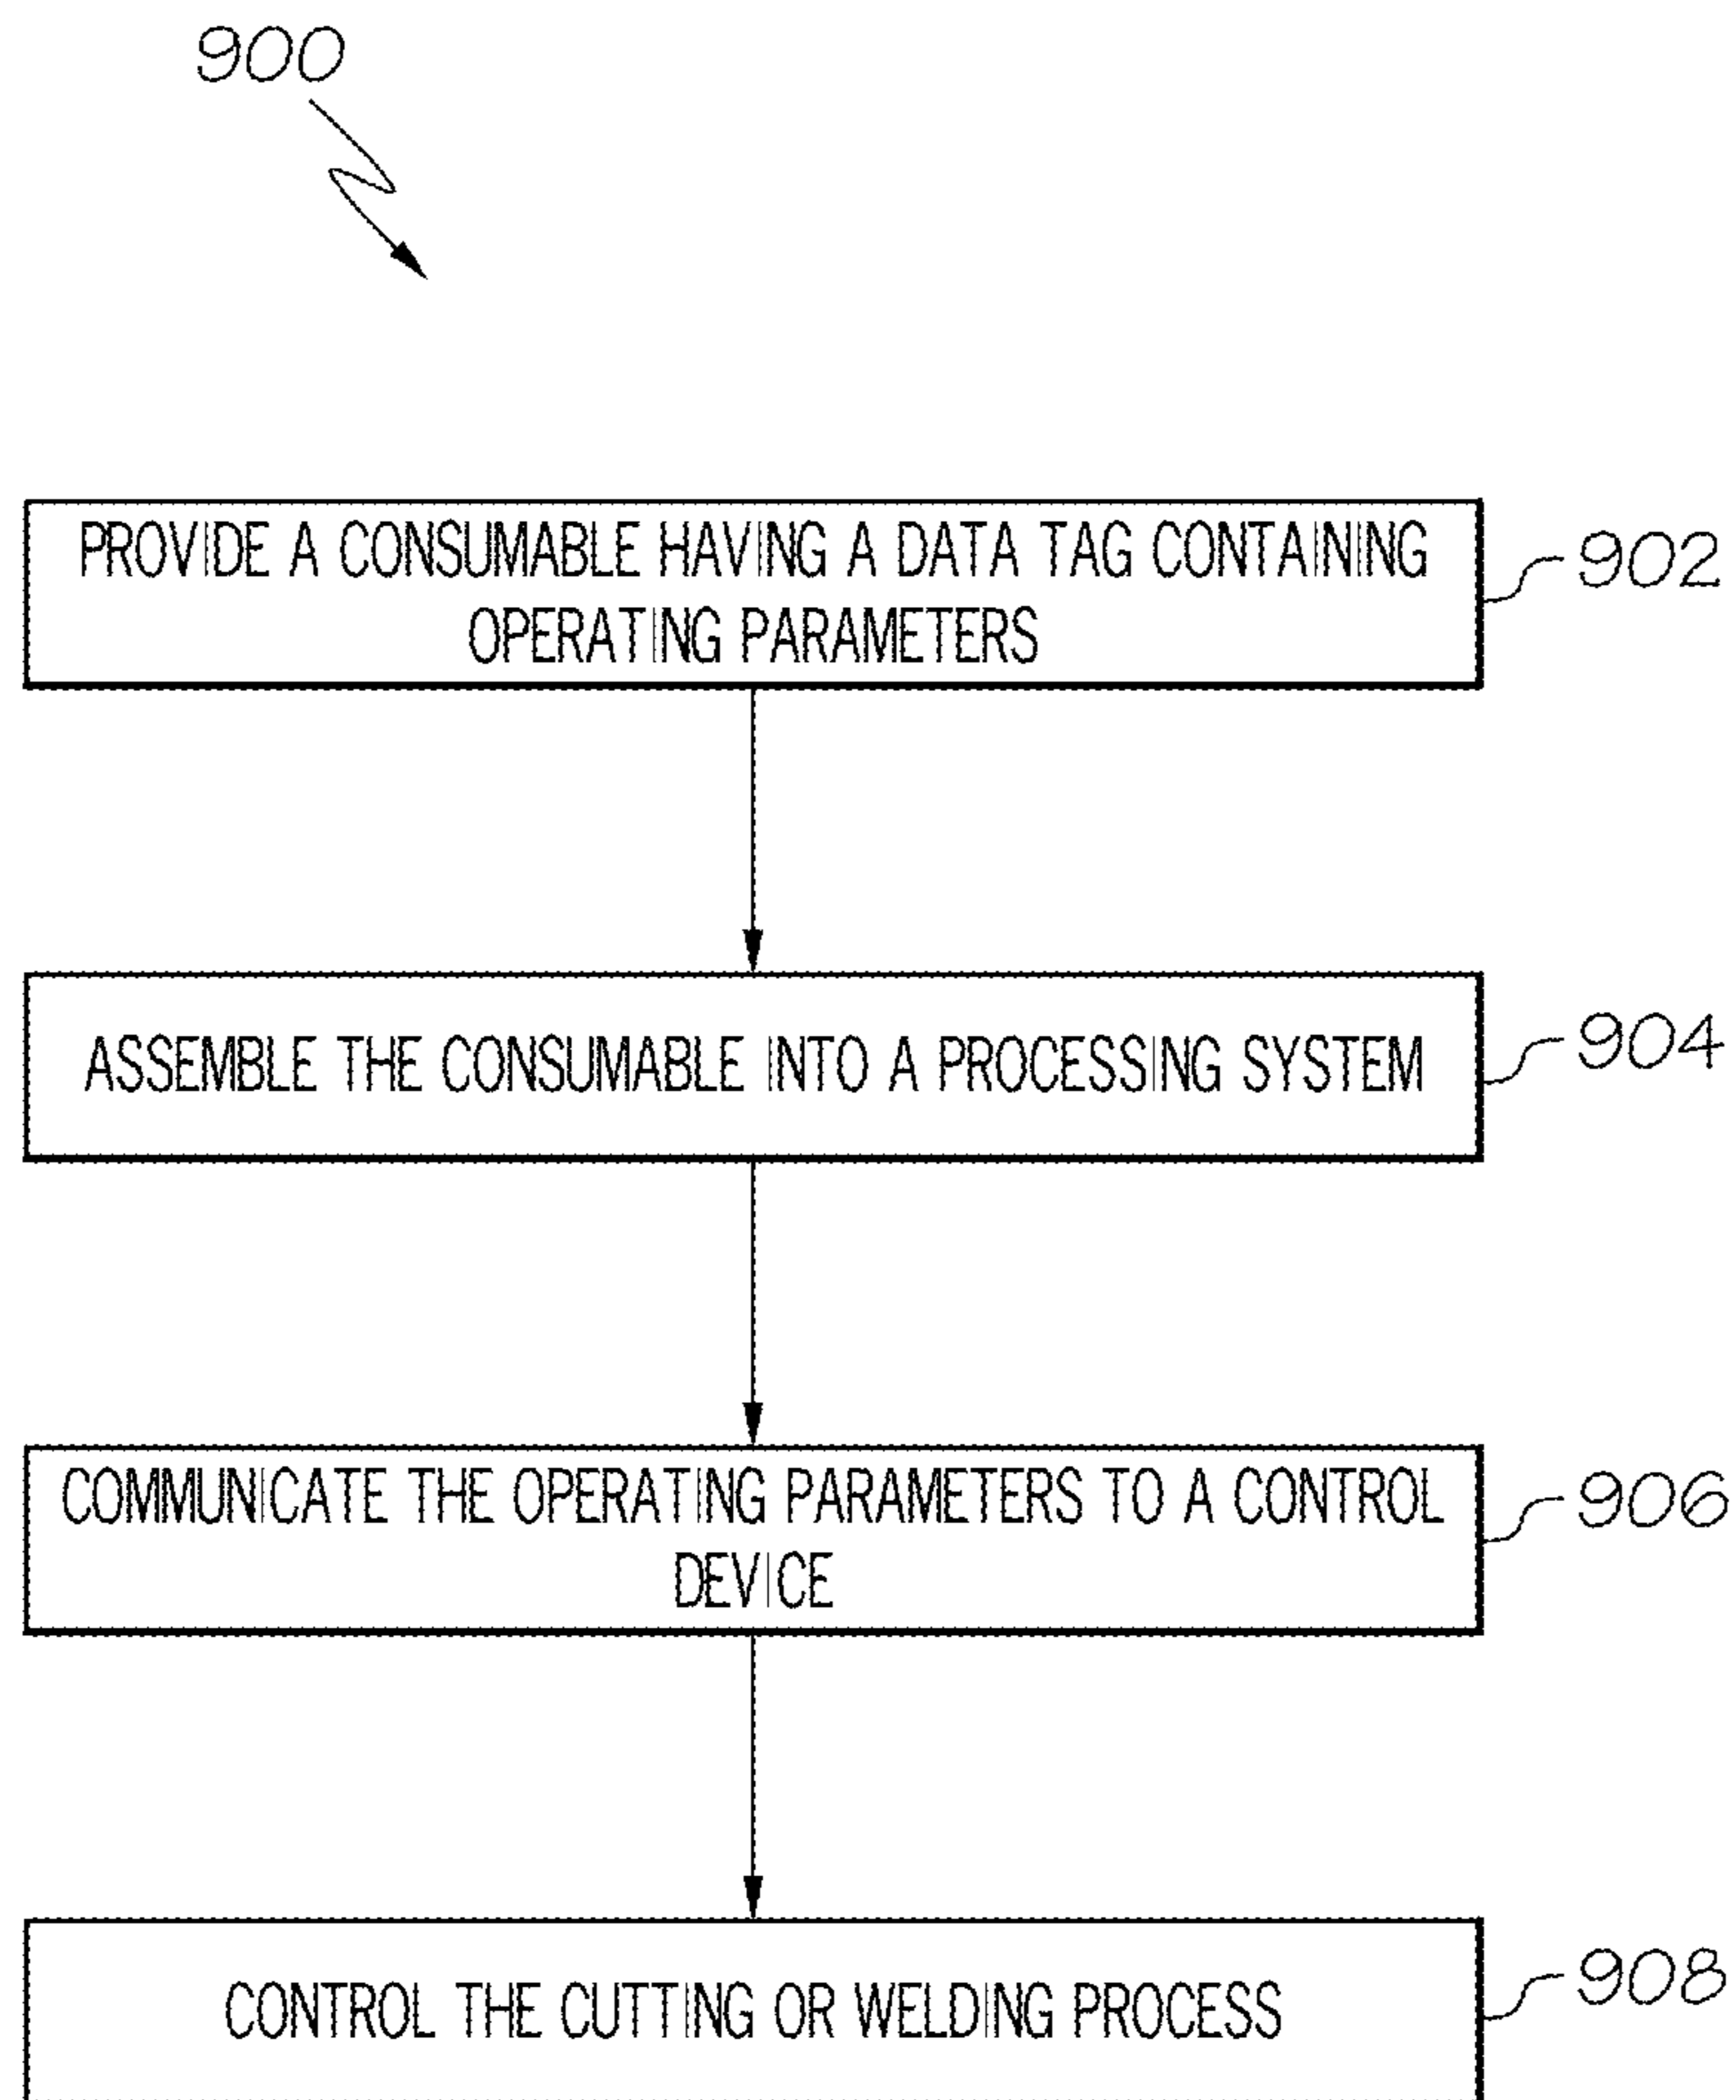 900
PROVIDE A CONSUMABLE HAVING A DATA TAG CONTAINING
OPERATING PARAMETERS
902
ASSEMBLE THE CONSUMABLE INTO A PROCESSING SYSTEM
904
COMMUNICATE THE OPERATING PARAMETERS TO A CONTROL
DEVICE
906
CONTROL THE CUTTING OR WELDING PROCESS
908